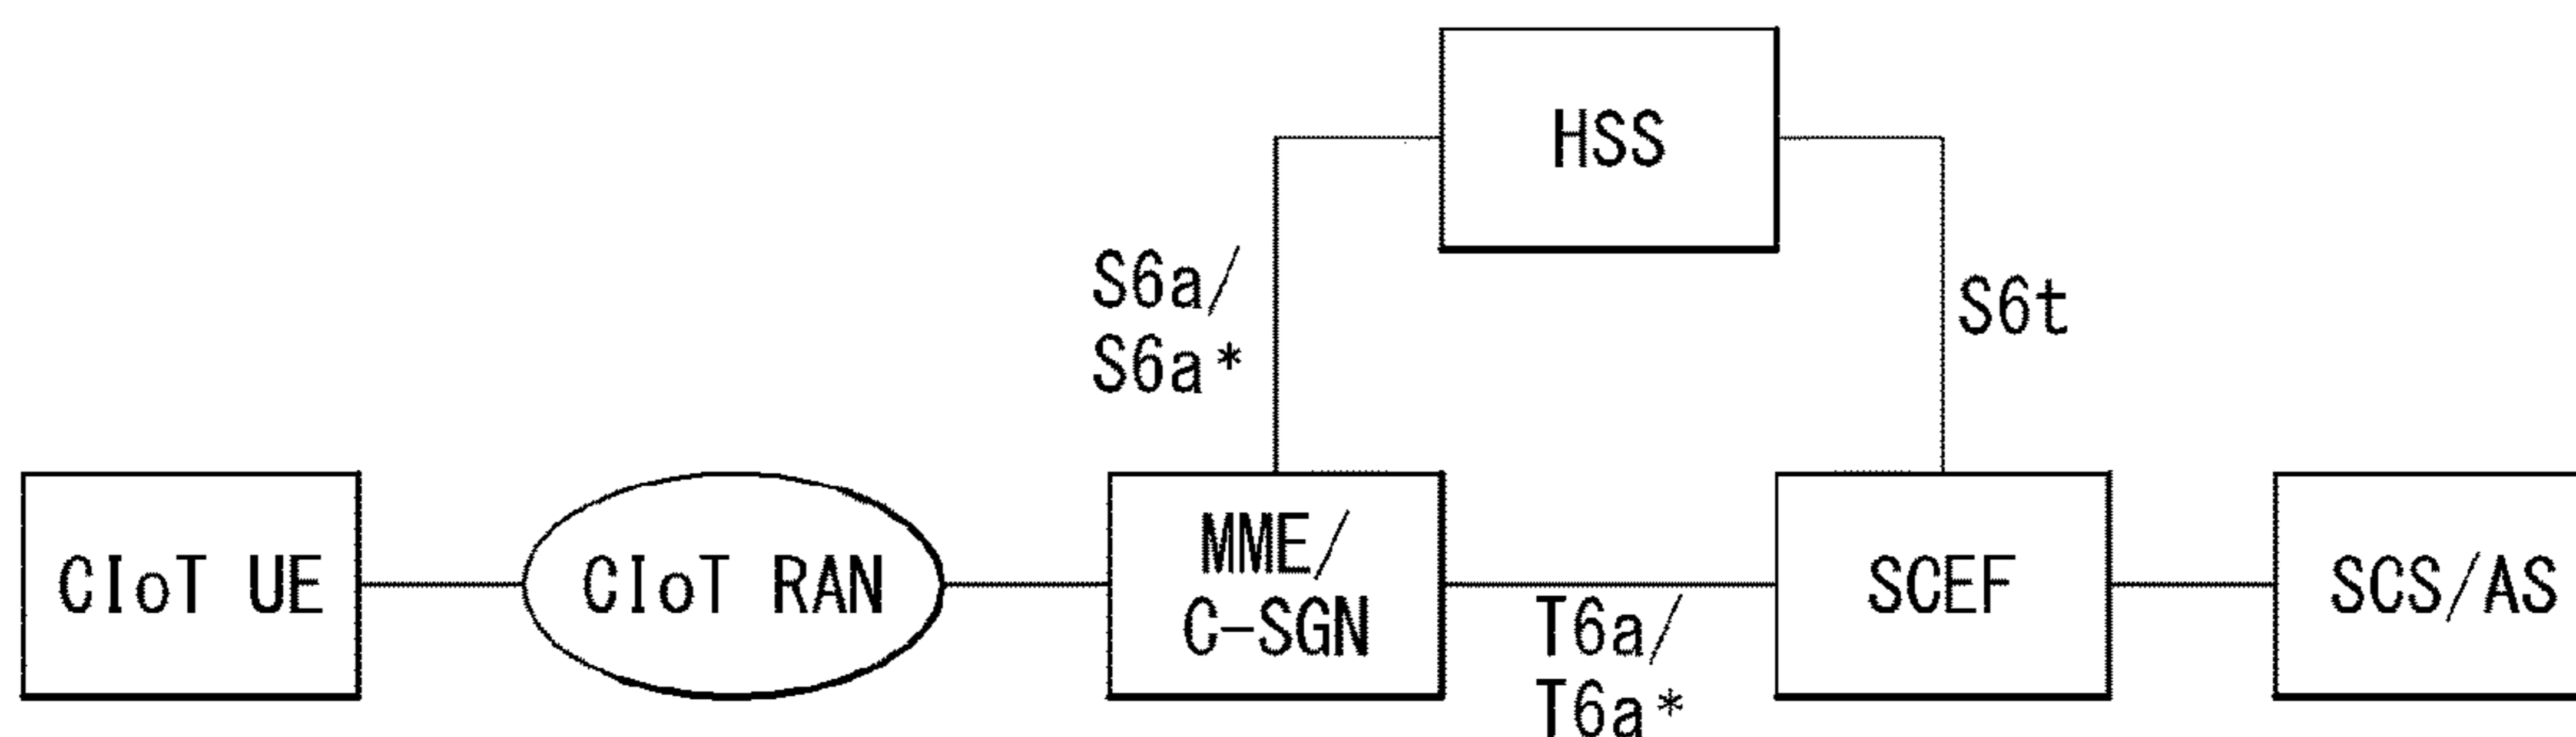 HSS
S6a/
S6a*
S6t
CIoT UE
CIoT RAN
MME/
C-SGN
T6a/
T6a*
SCEF
SCS/AS